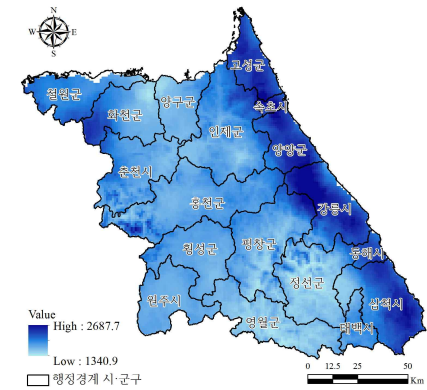 N
W E
S
고성군
철원군
양구군
속초시
화천군
인제군
양양군
춘천시
홍천군
강릉시
횡성군
평창군
동해시
정선군
원주시
삼척시
영월군
태백시
Value
High : 2687.7
Low : 1340.9
행정경계 시·군구
0 12.5 25 50
Km